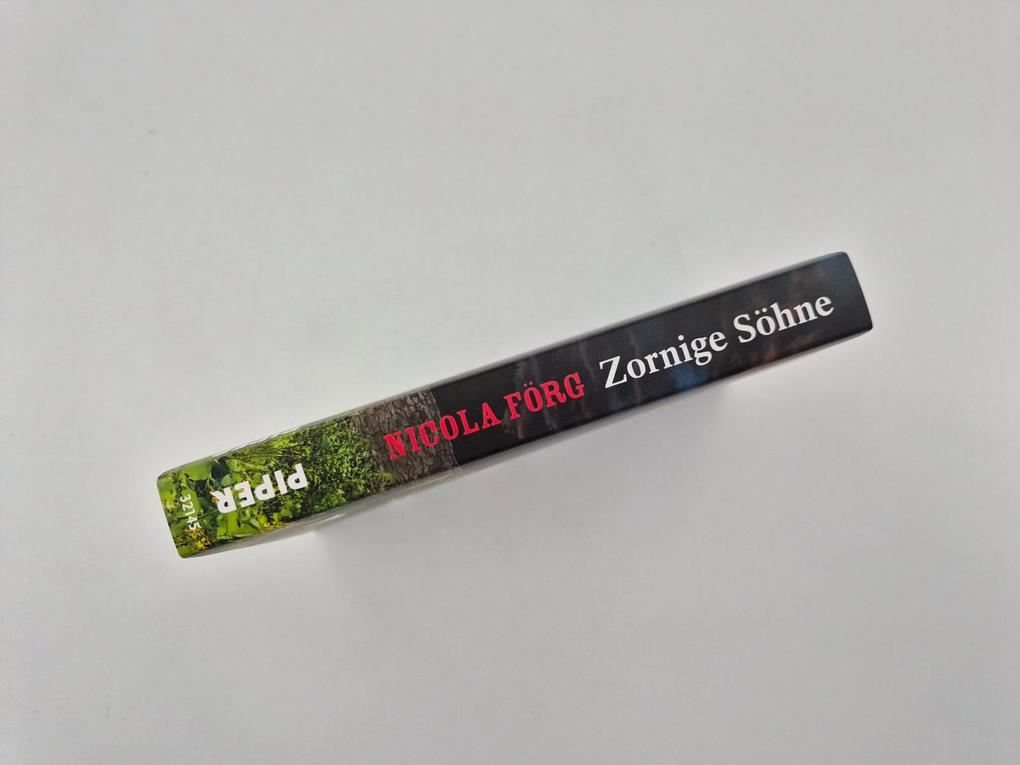 NICOLA FÖRG Zornige Söhne
PIPER
32145